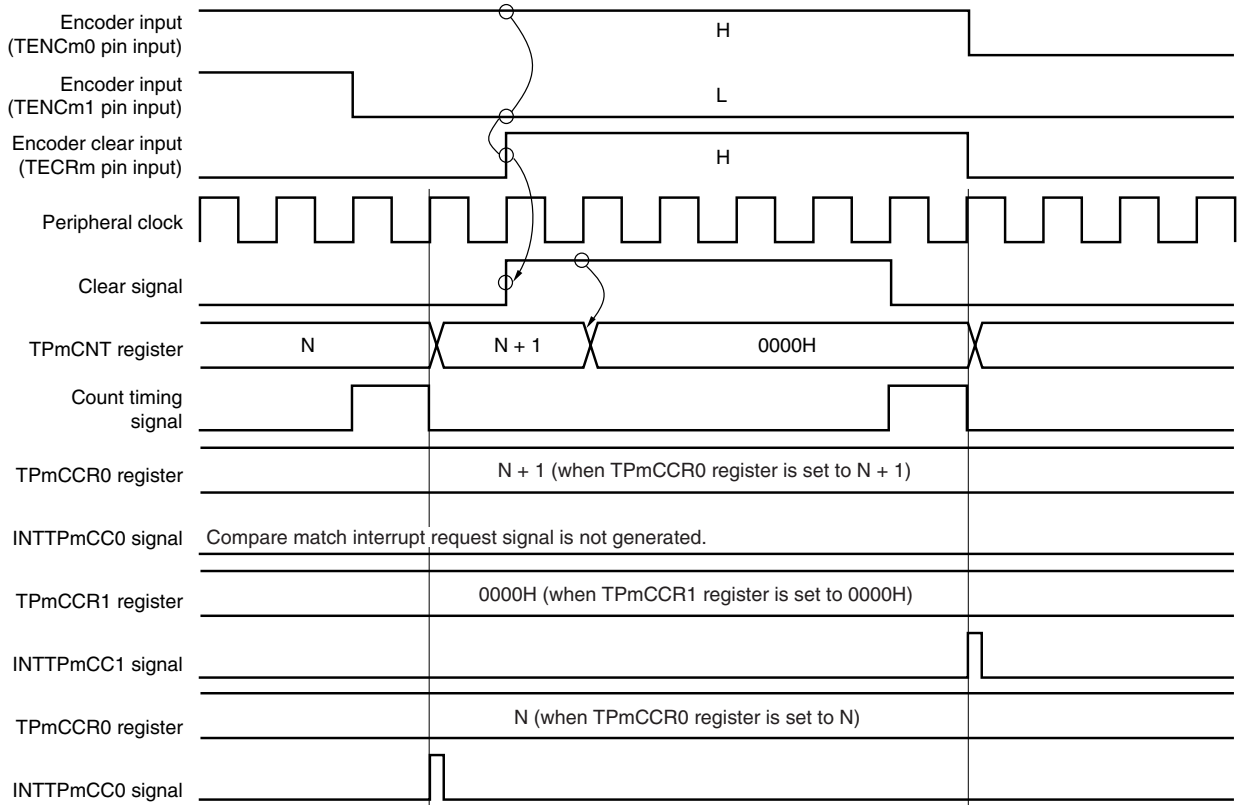 Encoder input
(TENCm0 pin input)
H
Encoder input
(TENCm1 pin input)
L
Encoder clear input
(TECRm pin input)
H
Peripheral clock
Clear signal
TPmCNT register
N
N + 1
0000H
Count timing
signal
TPmCCR0 register
N + 1 (when TPmCCR0 register is set to N + 1)
INTTPmCC0 signal
Compare match interrupt request signal is not generated.
TPmCCR1 register
0000H (when TPmCCR1 register is set to 0000H)
INTTPmCC1 signal
TPmCCR0 register
N (when TPmCCR0 register is set to N)
INTTPmCC0 signal